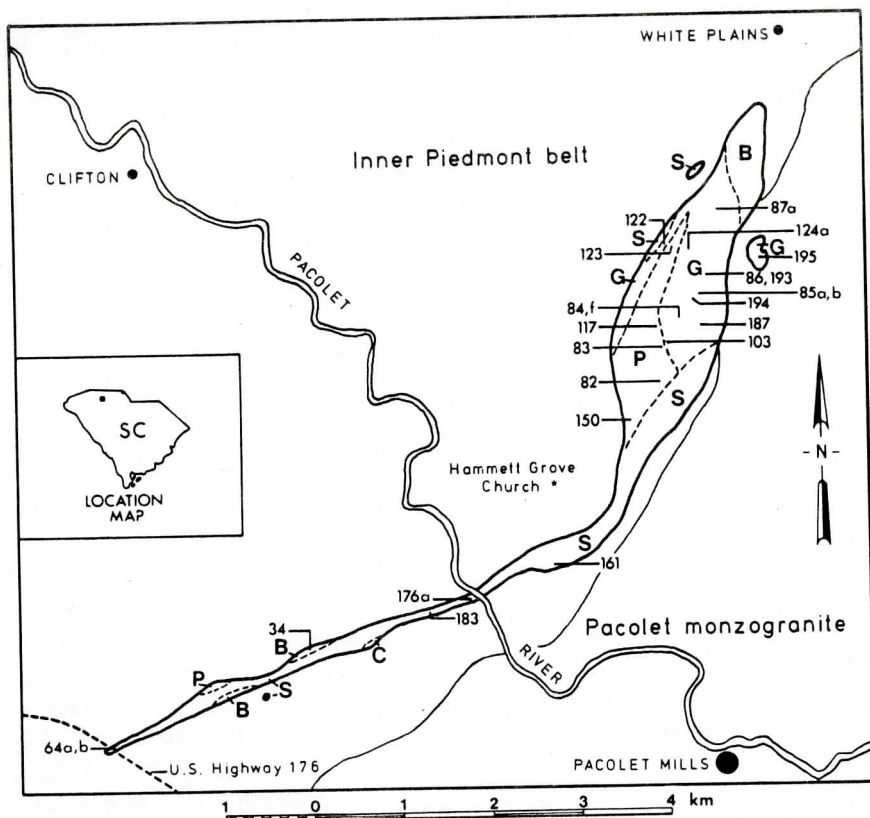 WHITE PLAINS
Inner Piedmont belt
B
S
CLIFTON
87a
122
124a
S
123
G
195
PACOLET
G
G
86,193
85a,b
84,f
194
117
187
83
103
P
82
S
150
SC
LOCATION
MAP
-N-
Hammett Grove
Church *
S
161
176a
183
34
Pacolet monzogranite
B
C
RIVER
P
S
B
64a,b
U.S. Highway 176
PACOLET MILLS
1 0 1 2 3 4 km